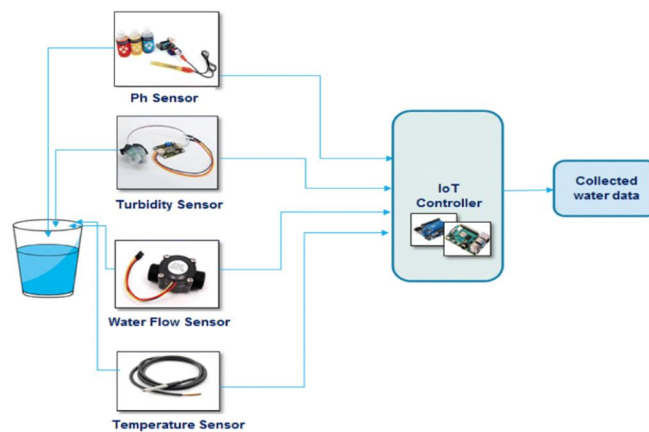 Ph Sensor
Turbidity Sensor
Water Flow Sensor
Temperature Sensor
IoT
Controller
Collected
water data